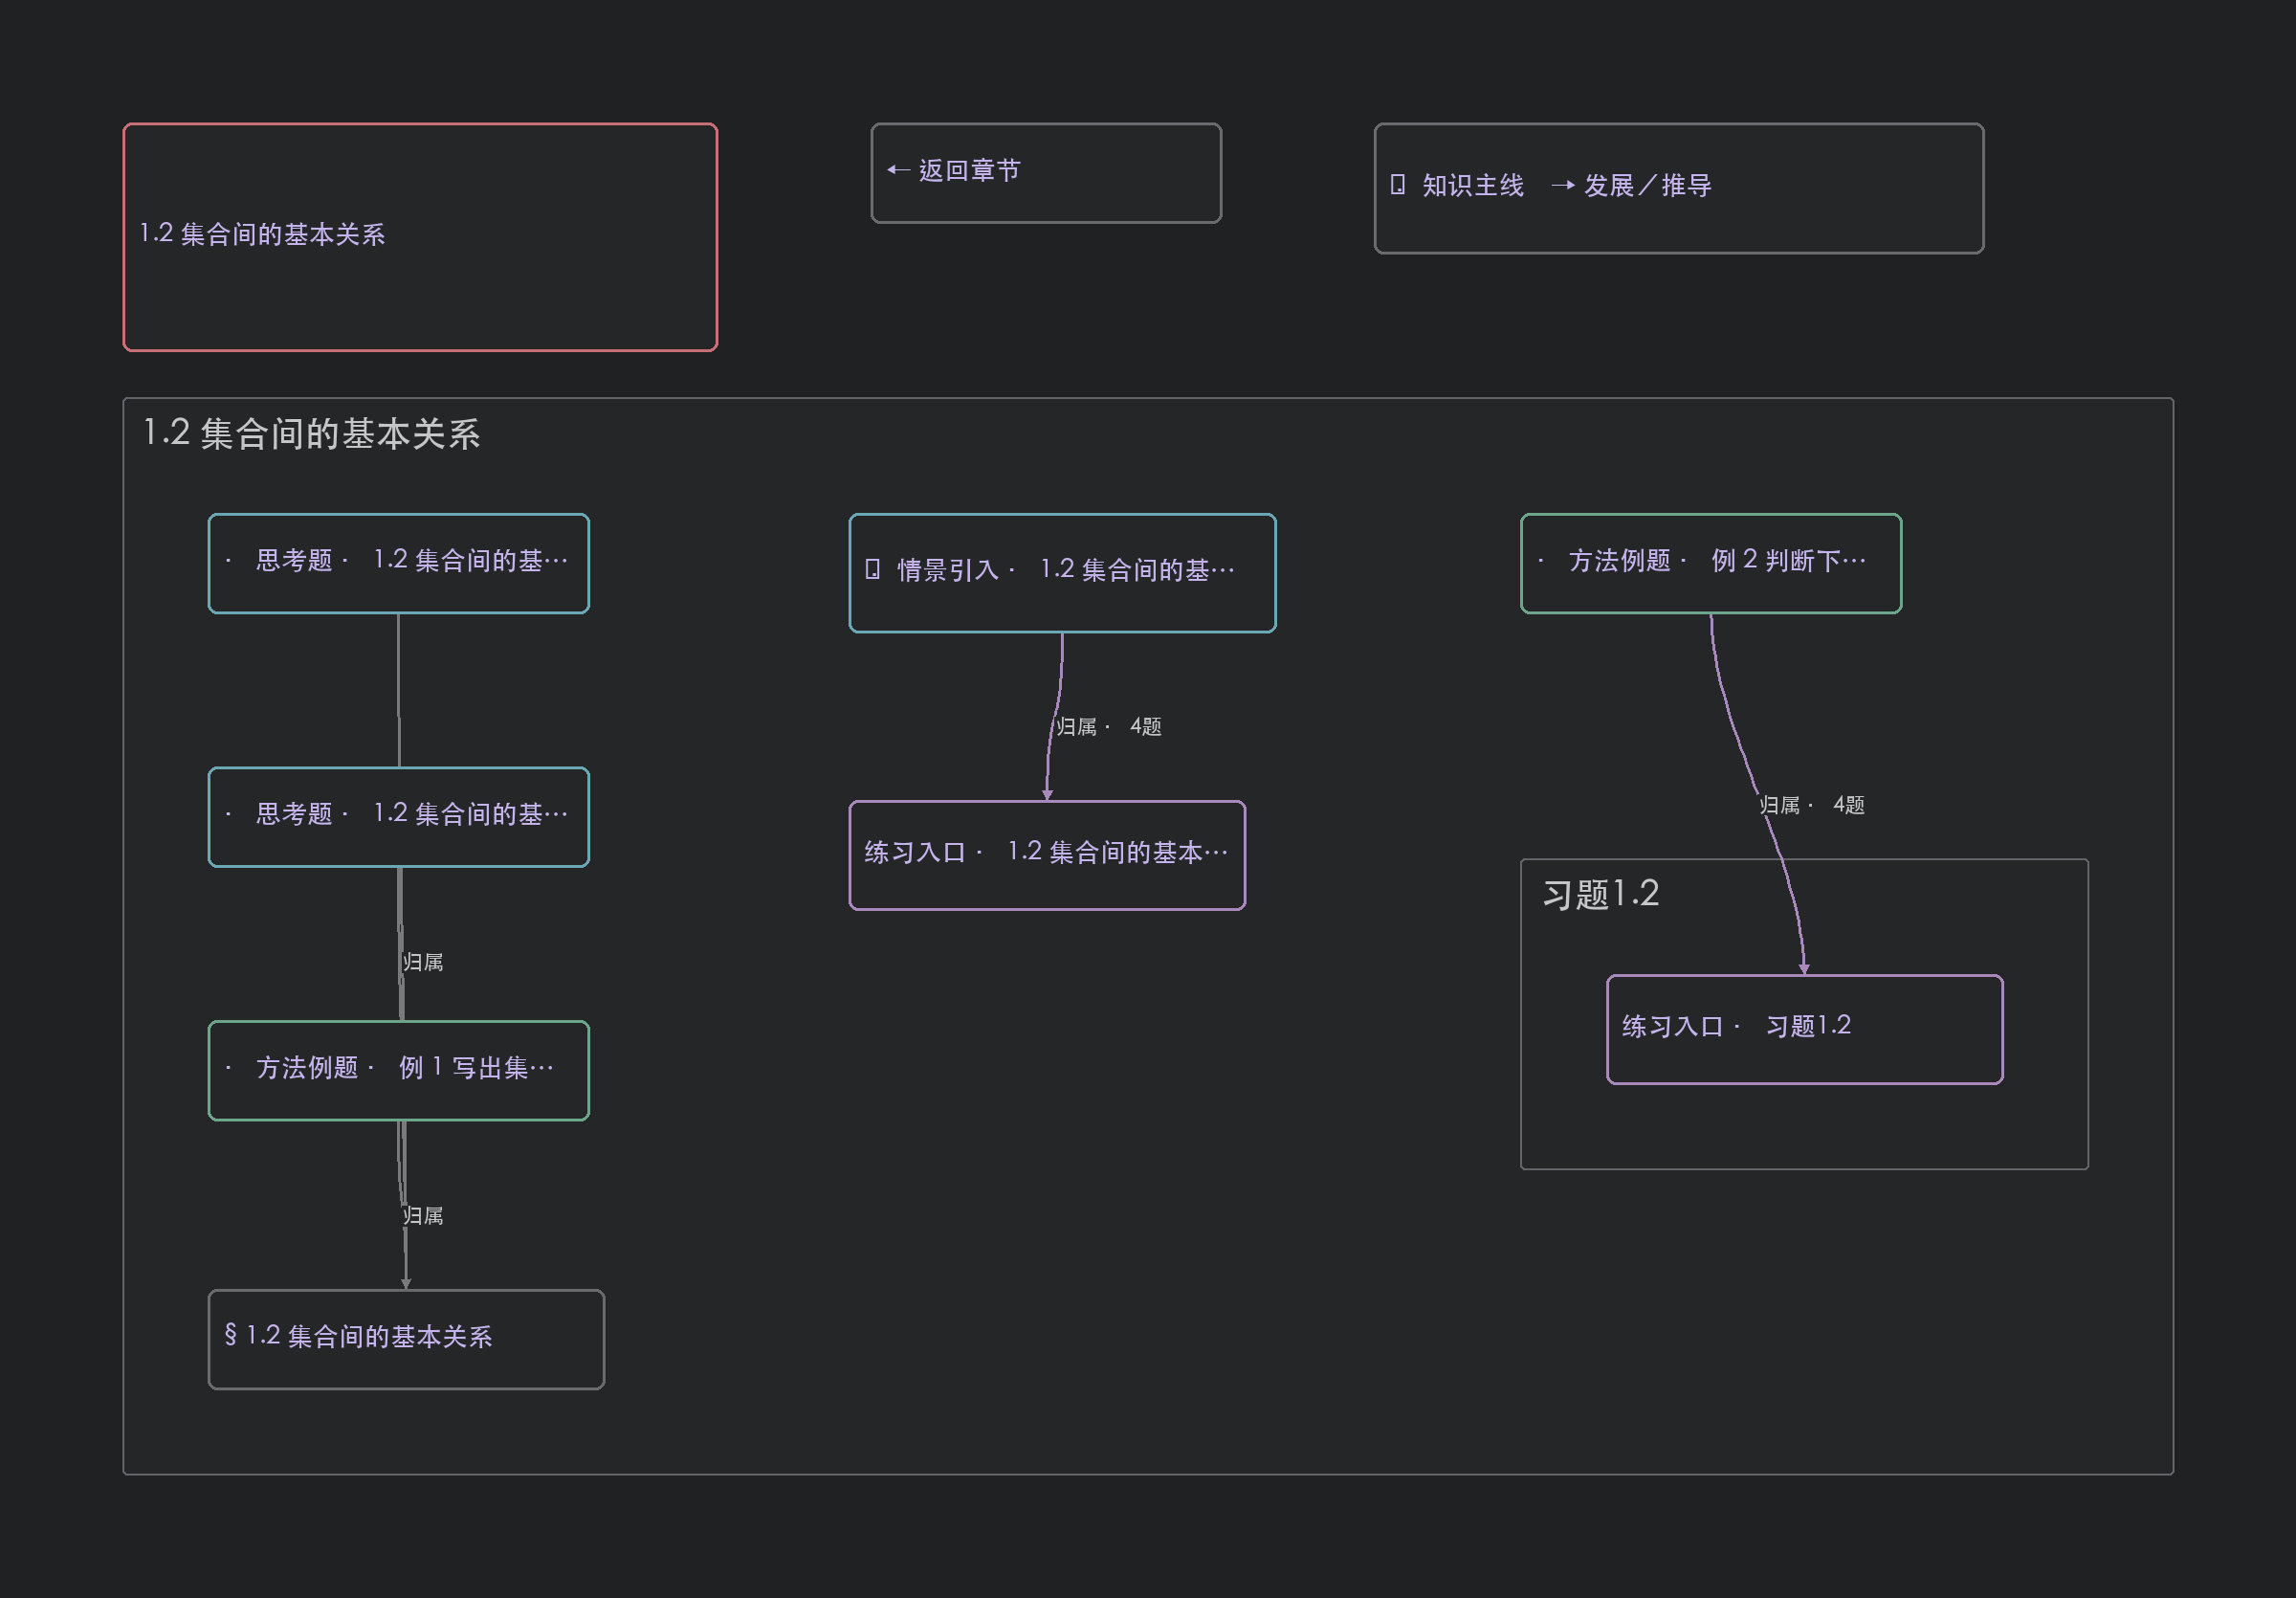 1.2 集合间的基本关系
← 返回章节
知识主线 → 发展／推导
1.2 集合间的基本关系
· 思考题 · 1.2 集合间的基…
情景引入 · 1.2 集合间的基…
· 方法例题 · 例 2 判断下…
归属 · 4题
归属 · 4题
· 思考题 · 1.2 集合间的基…
练习入口 · 1.2 集合间的基本…
习题1.2
归属
练习入口 · 习题1.2
· 方法例题 · 例 1 写出集…
归属
§ 1.2 集合间的基本关系